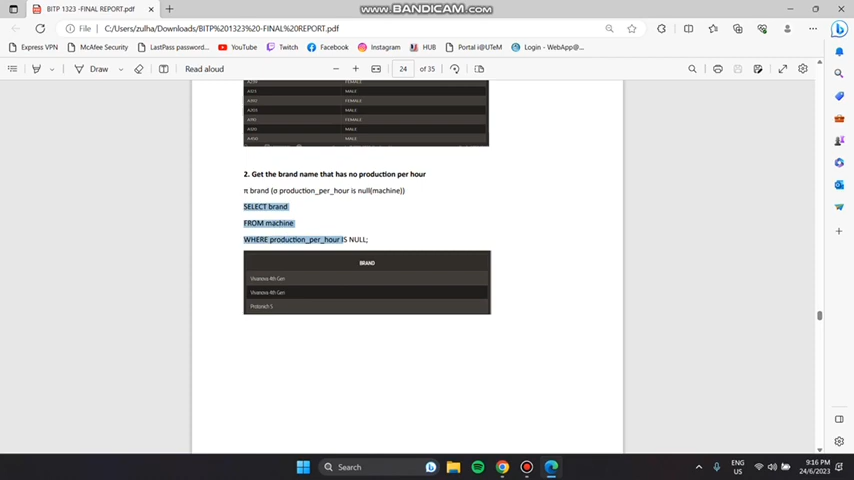 BITP 1323 -FINAL REPORT.pdf
WWW.BANDICAM.COM
File
C:/Users/zulha/Downloads/BITP%201323%20-FINAL%20REPORT.pdf
Express VPN
McAfee Security
LastPass password...
YouTube
Twitch
Facebook
Instagram
HUB
Portal i@UTeM
Login - WebApp@...
Draw
Read aloud
24 of 35
FEMALE
MALE
FEMALE
MALE
FEMALE
MALE
MALE
2. Get the brand name that has no production per hour
π brand (σ production_per_hour is null(machine))
SELECT brand
FROM machine
WHERE production_per_hour IS NULL;
BRAND
Vivanova 4th Gen
Vivanova 4th Gen
Search
ENG
US
9:16 PM
24/6/2023